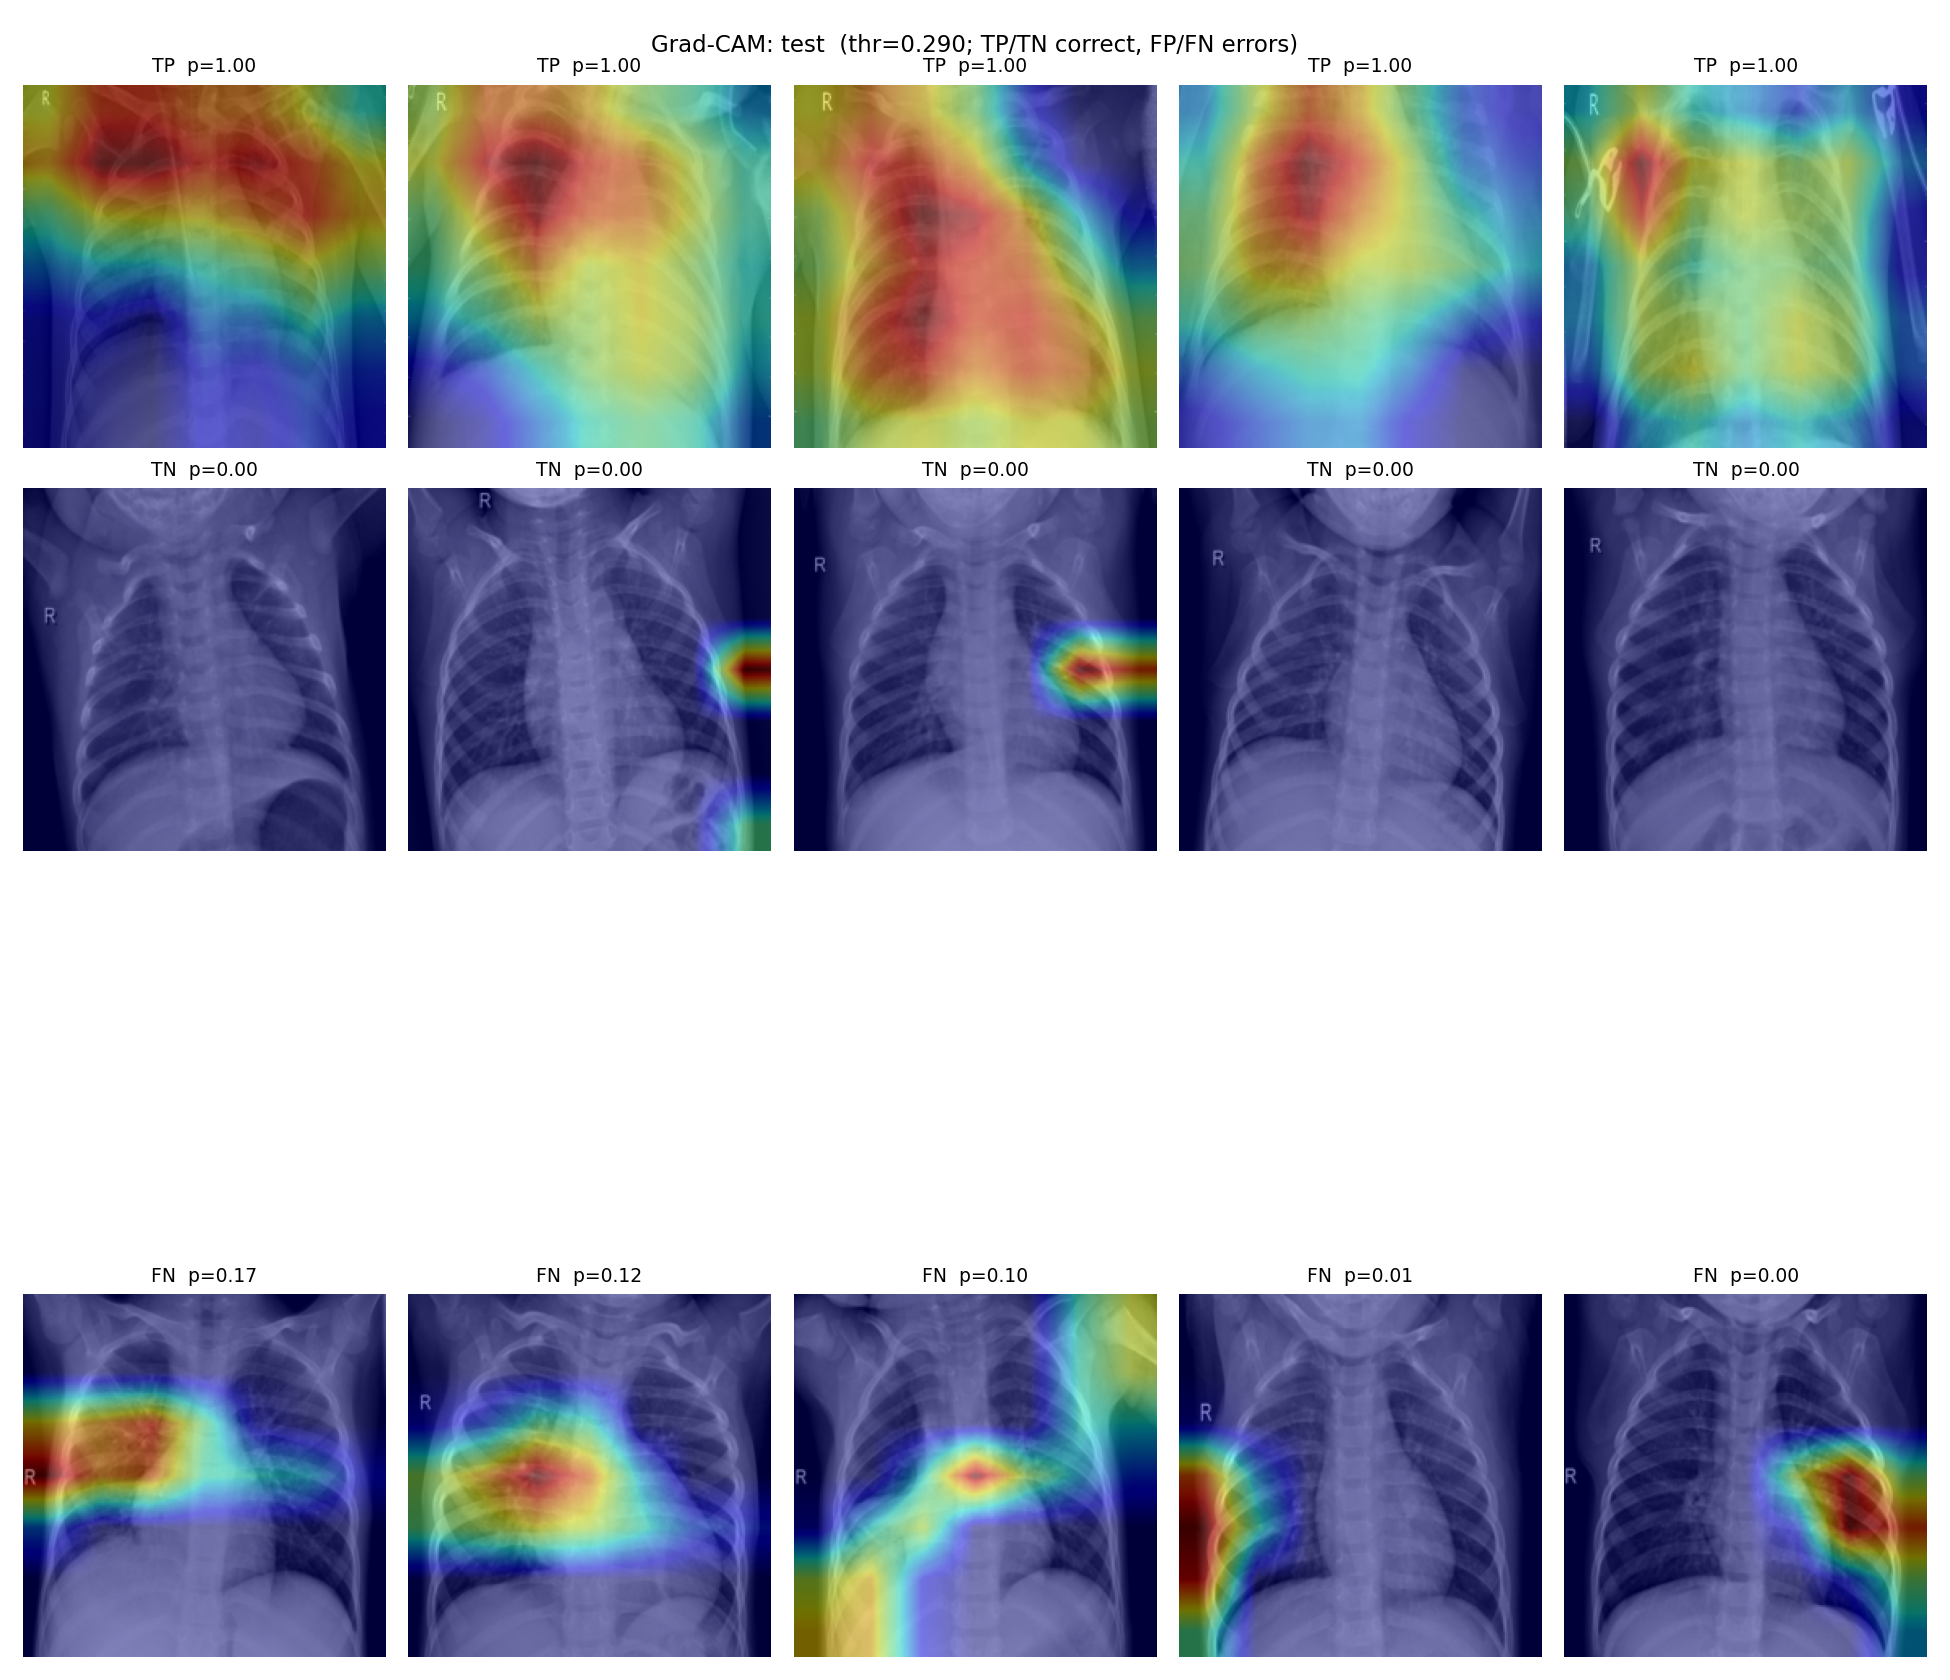 Grad-CAM: test (thr=0.290; TP/TN correct, FP/FN errors)
TP p=1.00
TP p=1.00
TP p=1.00
TP p=1.00
TP p=1.00
R
R
R
R
TN p=0.00
TN p=0.00
TN p=0.00
TN p=0.00
TN p=0.00
R
R
R
R
R
FN p=0.17
FN p=0.12
FN p=0.10
FN p=0.01
FN p=0.00
R
R
R
R
R